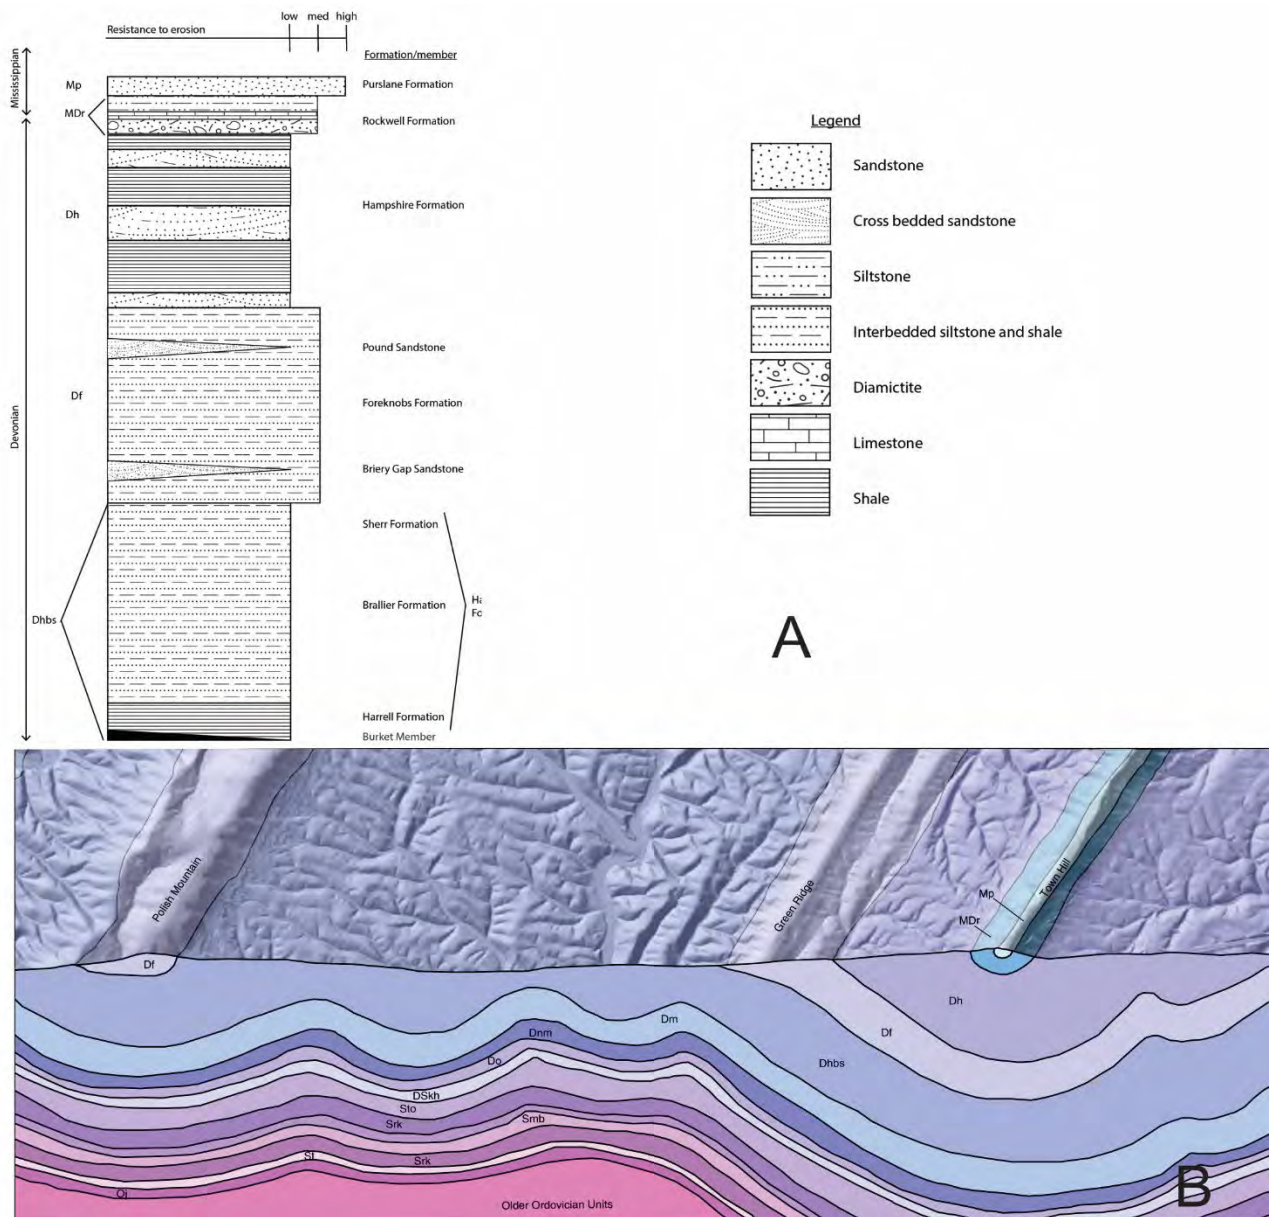 low med high
Resistance to erosion
Mississippian
Formation/member
Mp
Purslane Formation
MDr
Rockwell Formation
Dh
Hampshire Formation
Devonian
Pound Sandstone
Df
Foreknobs Formation
Briery Gap Sandstone
Sherr Formation
Dhbs
Brallier Formation
Ha
Fo
Harrell Formation
Burket Member
Legend
Sandstone
Cross bedded sandstone
Siltstone
Interbedded siltstone and shale
Diamictite
Limestone
Shale
A
Polish Mountain
Green Ridge
Mp
MDr
Town Hill
Df
Dh
Dm
Dnm
Df
Do
Dhbs
DSkh
Sto
Srk
Smb
Sl
Srk
Oj
Older Ordovician Units
B